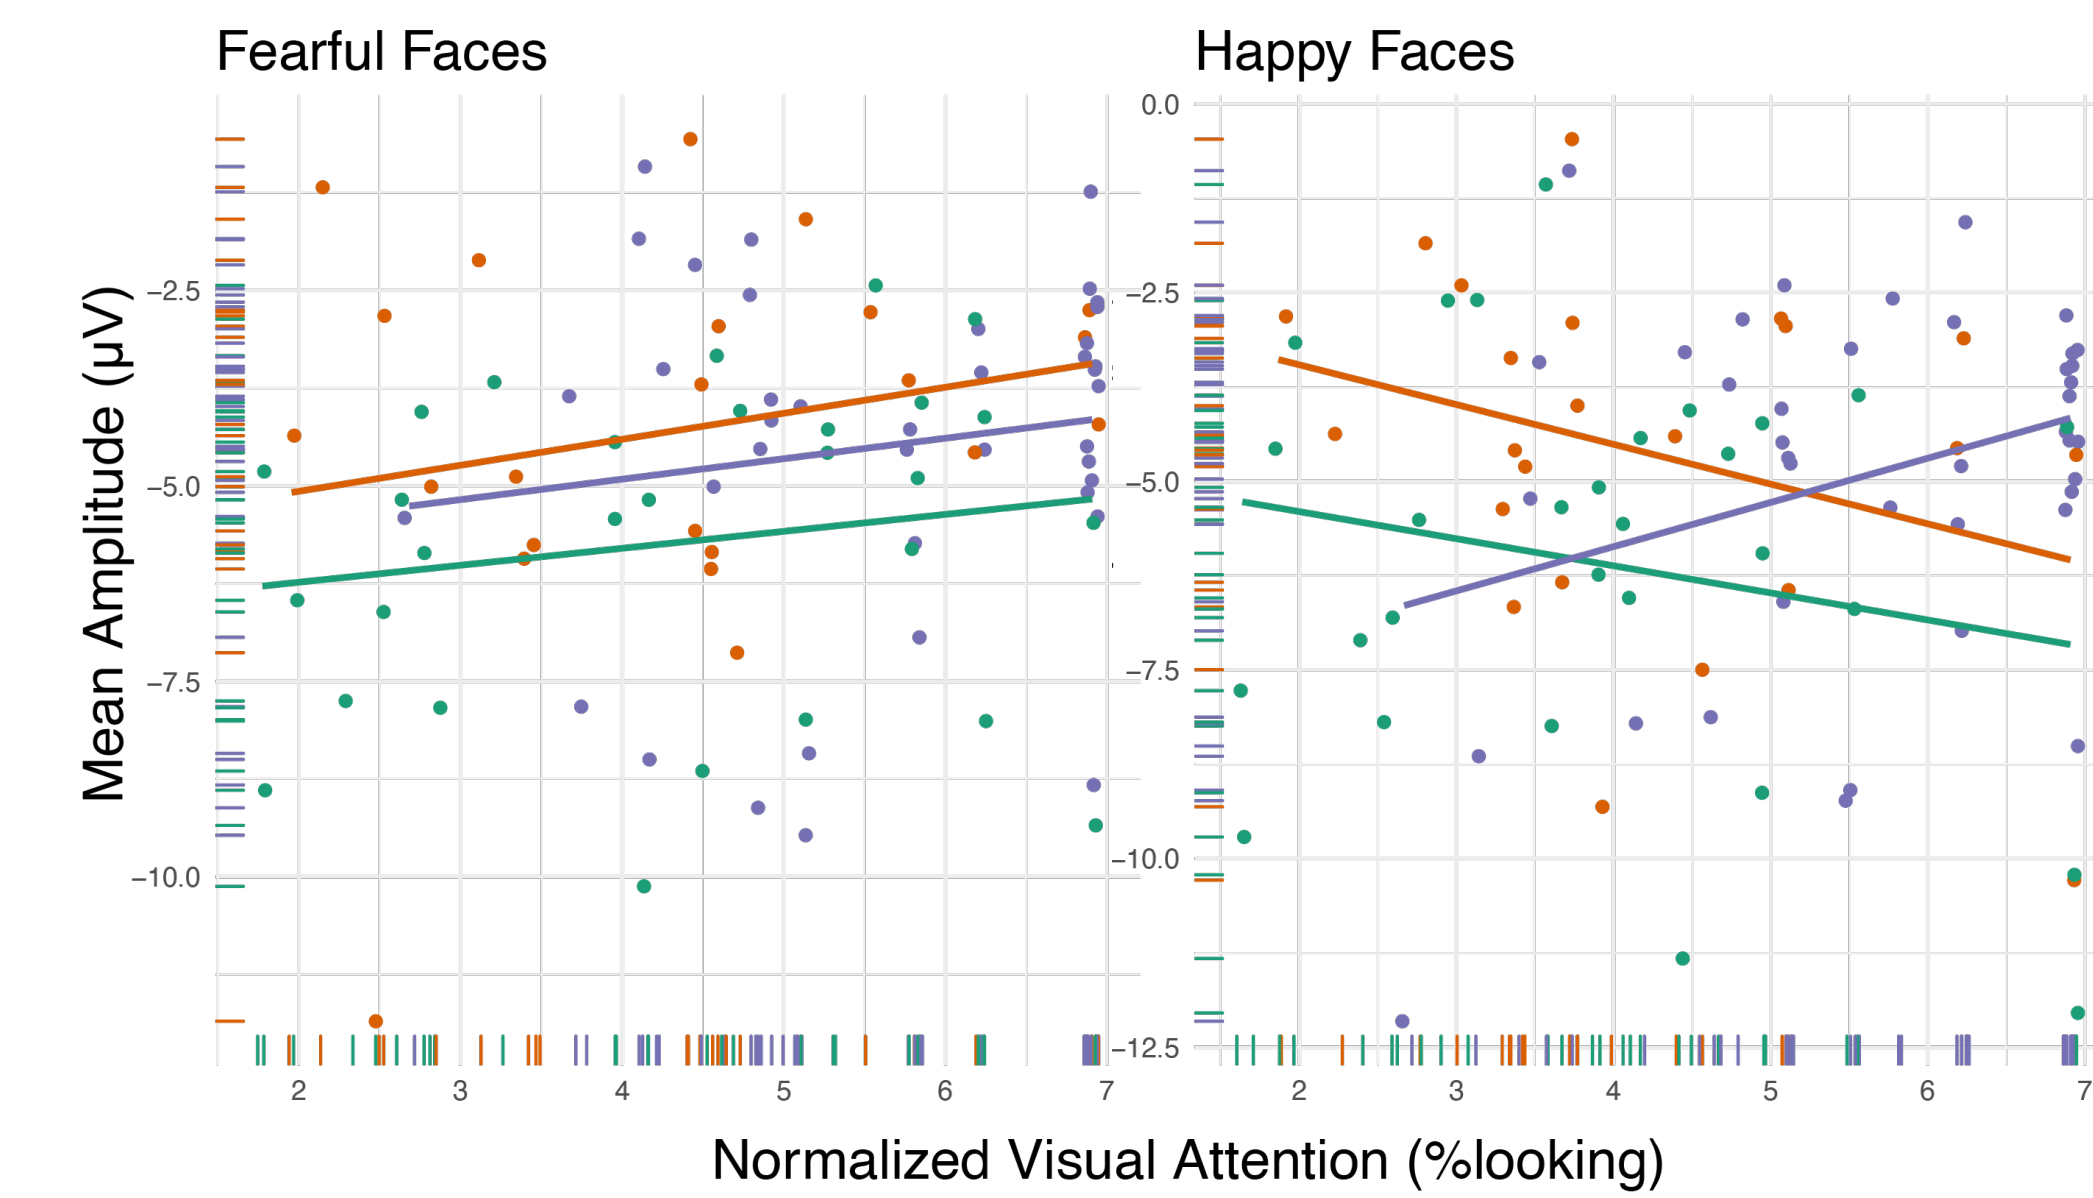 Fearful Faces
Happy Faces
Mean Amplitude (µV)
−2.5
−5.0
−7.5
−10.0
0.0
−2.5
−5.0
−7.5
−10.0
−12.5
2 3 4 5 6 7
2 3 4 5 6 7
Normalized Visual Attention (%looking)